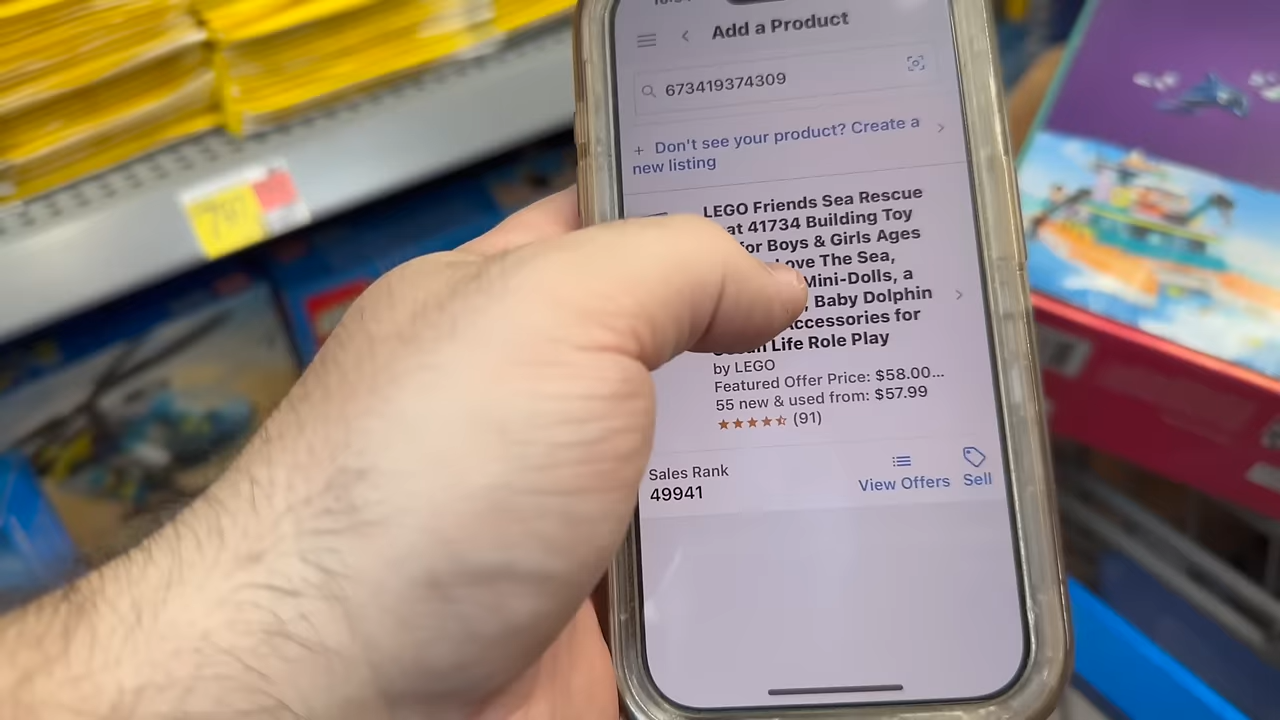 Add a Product
673419374309
+ Don't see your product? Create a
new listing
LEGO Friends Sea Rescue
at 41734 Building Toy
for Boys & Girls Ages
Love The Sea,
Mini-Dolls, a
, Baby Dolphin
Accessories for
Life Role Play
by LEGO
Featured Offer Price: $58.00...
55 new & used from: $57.99
(91)
Sales Rank
49941
View Offers
Sell